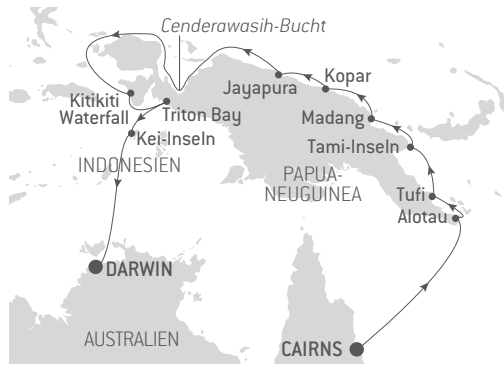 Cenderawasih-Bucht
Jayapura
Kopar
Kitikiti
Waterfall
Triton Bay
Madang
Kei-Inseln
Tami-Inseln
INDONESIEN
PAPUA-
NEUGUINEA
Tufi
Alotau
DARWIN
AUSTRALIEN
CAIRNS